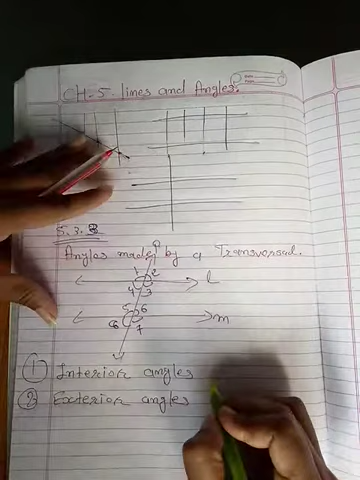 CH-5. lines and Angles.
5.3.3
Angles made by a Transversal.
P
1 2
l
4 3
5 6
m
8 7
① Interior angles
② Exterior angles